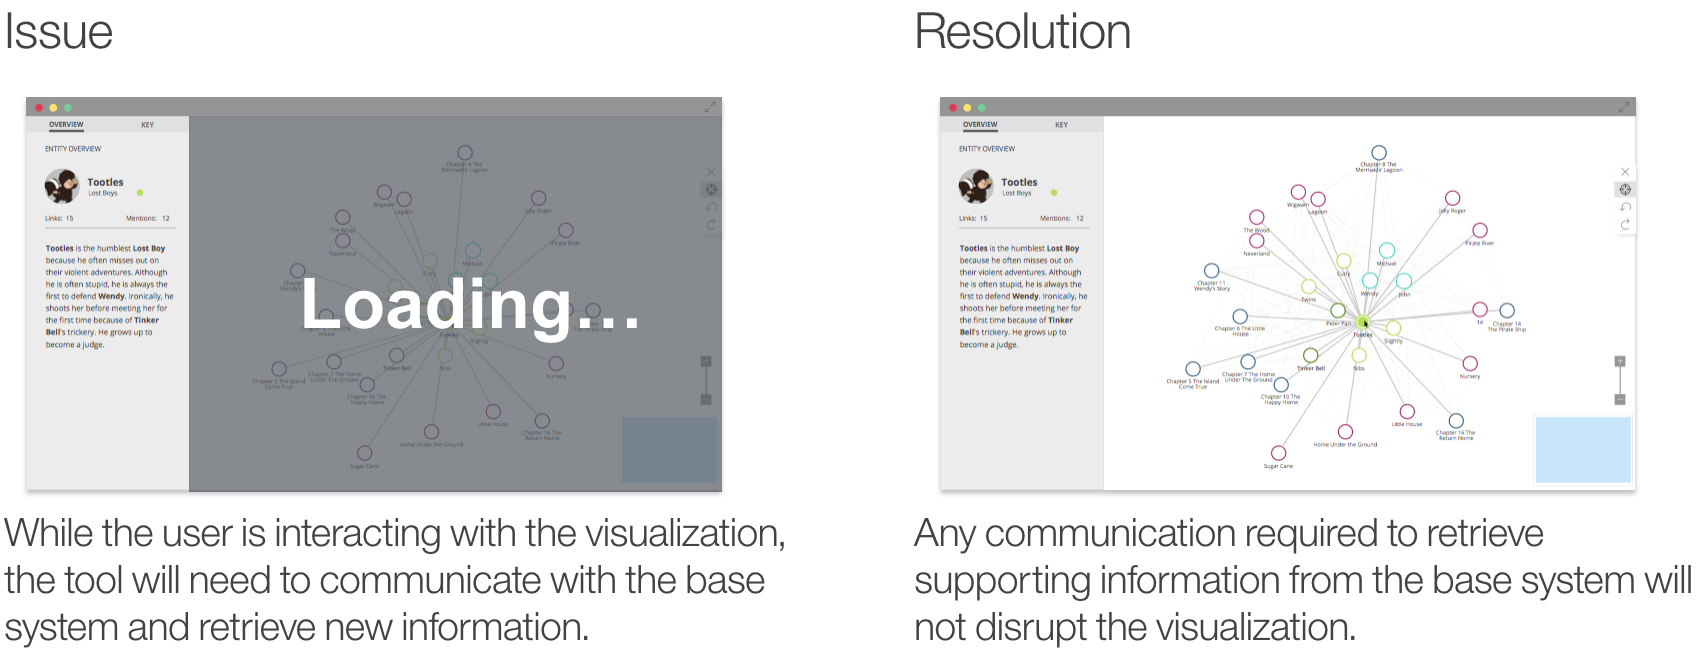 Issue
OVERVIEW KEY
ENTITY OVERVIEW
Tootles
Lost Boys
Links: 15 Mentions: 12
Tootles is the humblest Lost Boy
because he often misses out on
their violent adventures. Although
he is often stupid, he is always the
first to defend Wendy. Ironically, he
shoots her before meeting her for
the first time because of Tinker
Bell's trickery. He grows up to
become a judge.
Chapter 8 The
Mermaids' Lagoon
Wigwam
Lagoon
Jolly Roger
The Wood
Pirate River
Neverland
Michael
Curly
Chapter 11
Wendy's Story
Loading...
House
The Pirate Ship
Tootles
Slightly
Tinker Bell
Nibs
Nursery
Chapter 5 The Island
Come True
Chapter 7 The Home
Under The Ground
Chapter 10 The
Happy Home
Little House
Chapter 16 The
Return Home
Home Under the Ground
Sugar Cane
While the user is interacting with the visualization,
the tool will need to communicate with the base
system and retrieve new information.
Resolution
OVERVIEW KEY
ENTITY OVERVIEW
Tootles
Lost Boys
Links: 15 Mentions: 12
Tootles is the humblest Lost Boy
because he often misses out on
their violent adventures. Although
he is often stupid, he is always the
first to defend Wendy. Ironically, he
shoots her before meeting her for
the first time because of Tinker
Bell's trickery. He grows up to
become a judge.
Chapter 8 The
Mermaids' Lagoon
Wigwam
Lagoon
Jolly Roger
The Wood
Pirate River
Neverland
Michael
Curly
Chapter 11
Wendy's Story
Wendy
John
Twins
Chapter 6 The Little
House
Peter Pan
14
Chapter 14
The Pirate Ship
Tootles
Slightly
Tinker Bell
Nibs
Nursery
Chapter 5 The Island
Come True
Chapter 7 The Home
Under The Ground
Chapter 10 The
Happy Home
Little House
Chapter 16 The
Return Home
Home Under the Ground
Sugar Cane
Any communication required to retrieve
supporting information from the base system will
not disrupt the visualization.